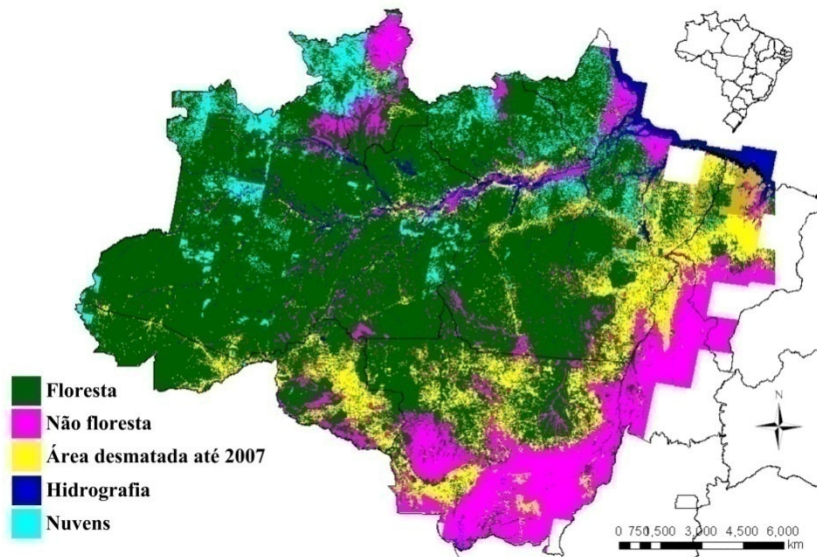 Floresta
Não floresta
Área desmatada até 2007
Hidrografia
Nuvens
N
0 750 1,500 3,000 4,500 6,000
km